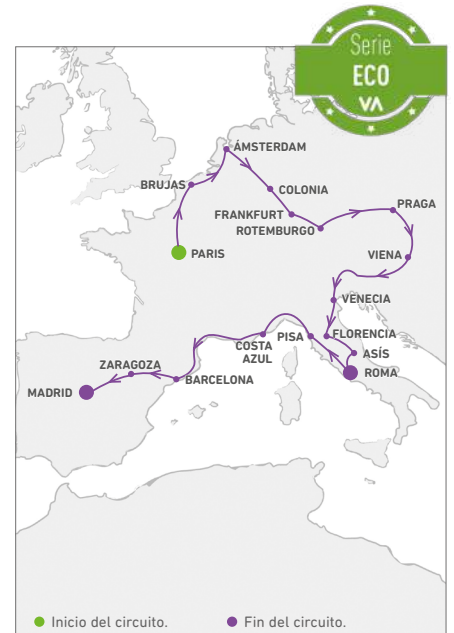 Serie
ECO
VA
ÁMSTERDAM
BRUJAS
COLONIA
FRANKFURT
ROTEMBURGO
PRAGA
PARIS
VIENA
VENECIA
FLORENCIA
PISA
COSTA
AZUL
ASÍS
ROMA
ZARAGOZA
BARCELONA
MADRID
Inicio del circuito.
Fin del circuito.